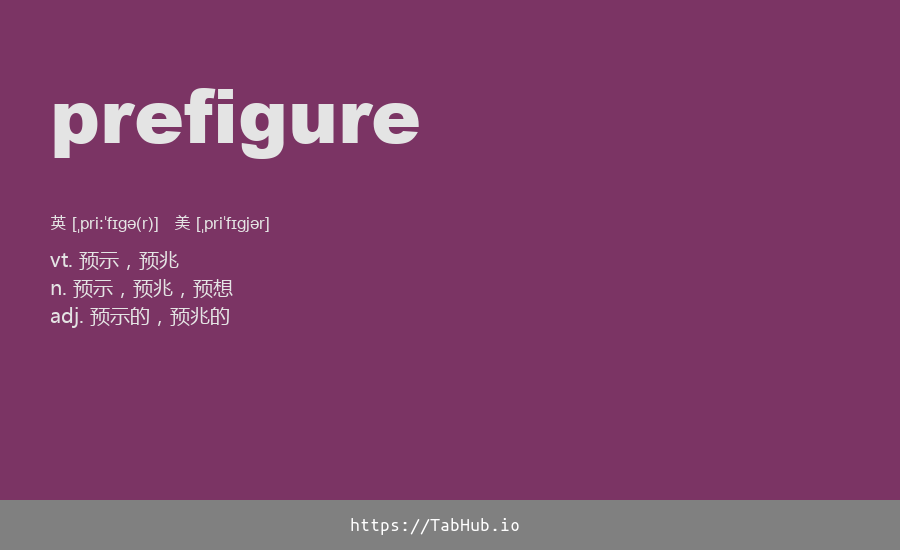 prefigure
英 [ˌpriːˈfɪɡə(r)] 美 [ˌpriˈfɪɡjər]
vt. 预示，预兆
n. 预示，预兆，预想
adj. 预示的，预兆的
https://TabHub.io